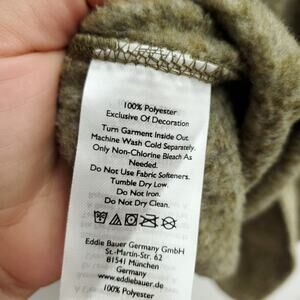 100% Polyester
Exclusive Of Decoration
Turn Garment Inside Out.
Machine Wash Cold Separately.
Only Non-Chlorine Bleach As
Needed.
Do Not Use Fabric Softeners.
Tumble Dry Low.
Do Not Iron.
Do Not Dry Clean.
Eddie Bauer Germany GmbH
St.-Martin-Str. 62
81541 München
Germany
www.eddiebauer.de
100% Polyester